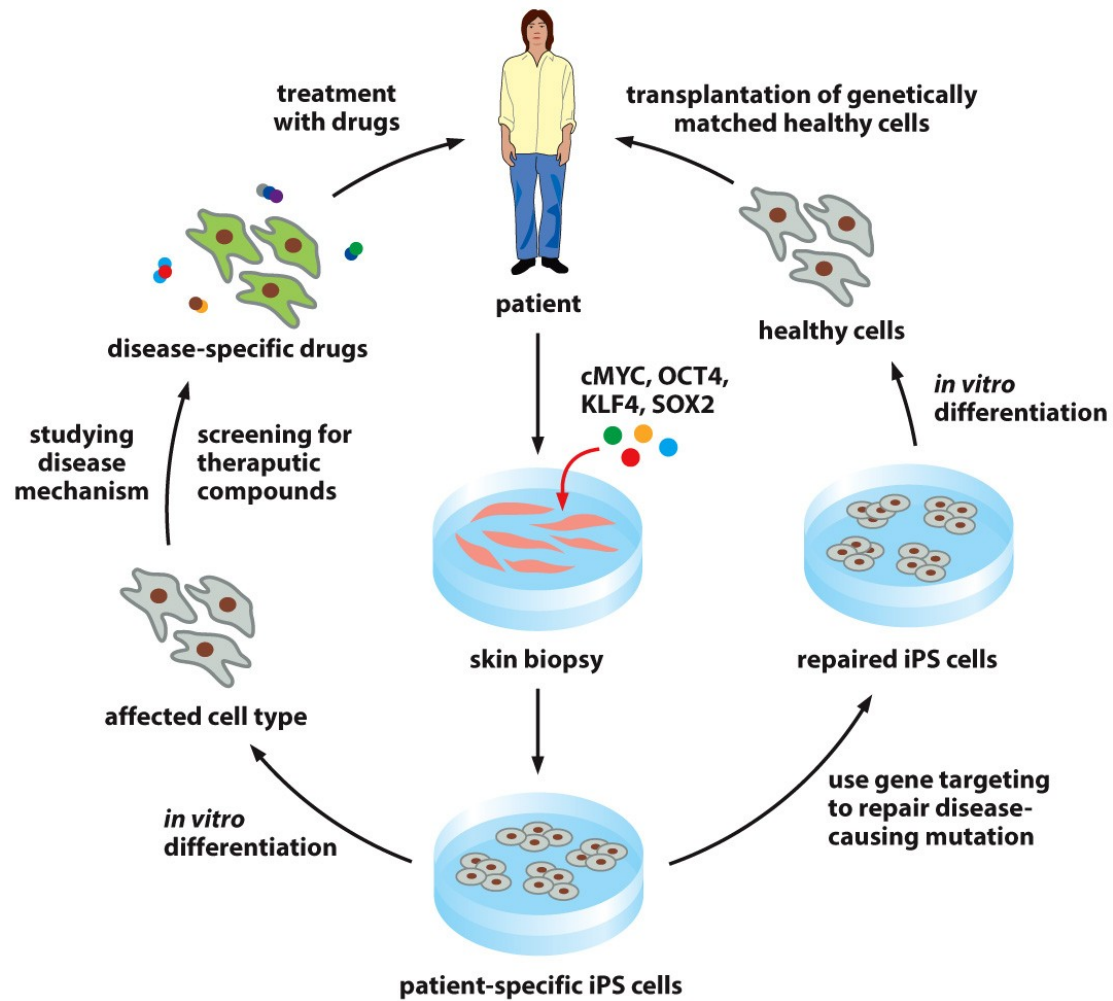 treatment
with drugs
transplantation of genetically
matched healthy cells
patient
disease-specific drugs
healthy cells
cMYC, OCT4,
KLF4, SOX2
in vitro
differentiation
studying
disease
mechanism
screening for
theraputic
compounds
skin biopsy
repaired iPS cells
affected cell type
in vitro
differentiation
use gene targeting
to repair disease-
causing mutation
patient-specific iPS cells